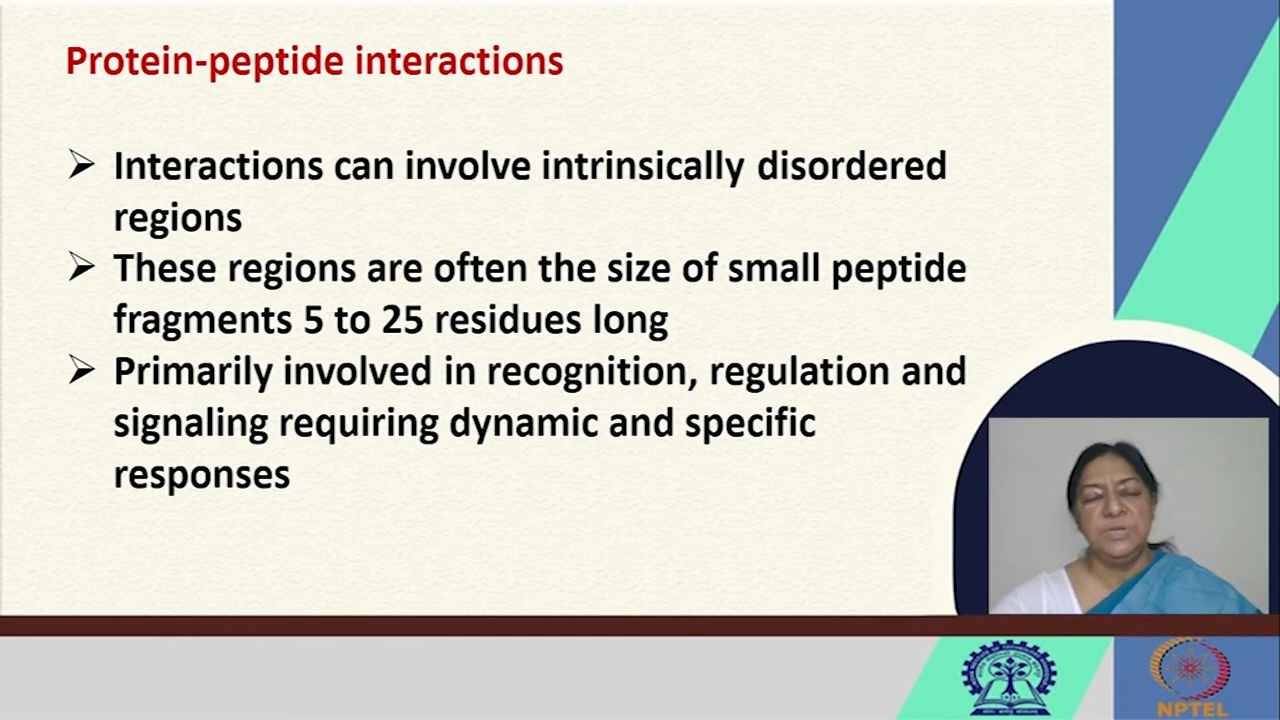 Protein-peptide interactions
➢ Interactions can involve intrinsically disordered
regions
➢ These regions are often the size of small peptide
fragments 5 to 25 residues long
➢ Primarily involved in recognition, regulation and
signaling requiring dynamic and specific
responses
NPTEL